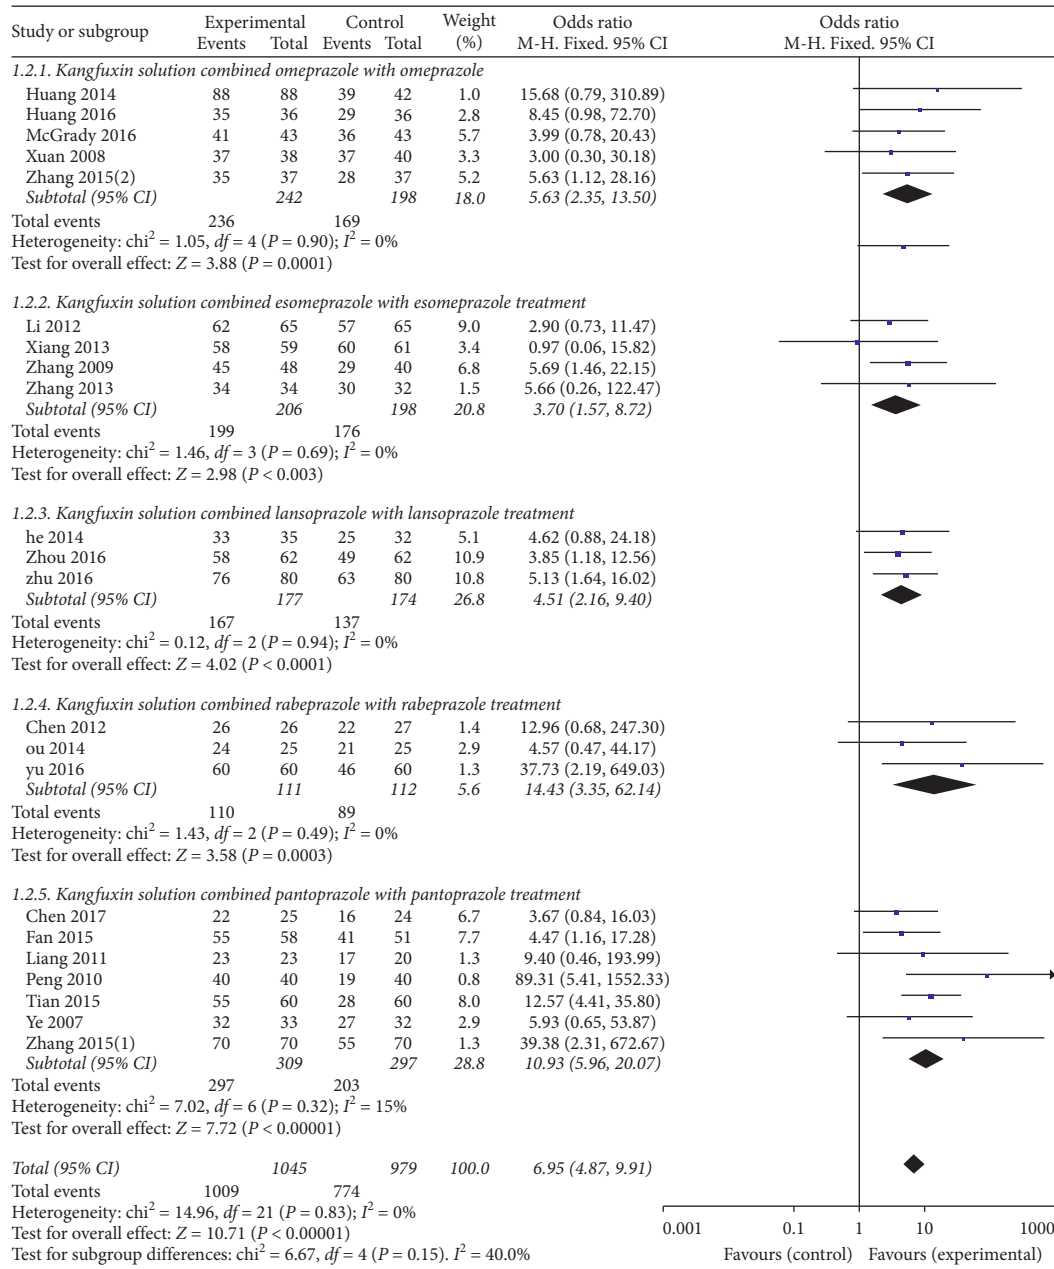 Study or subgroup Experimental Control Weight Odds ratio Odds ratio
Events Total Events Total (%) M-H. Fixed. 95% CI M-H. Fixed. 95% CI
1.2.1. Kangfuxin solution combined omeprazole with omeprazole
Huang 2014 88 88 39 42 1.0 15.68 (0.79, 310.89)
Huang 2016 35 36 29 36 2.8 8.45 (0.98, 72.70)
McGrady 2016 41 43 36 43 5.7 3.99 (0.78, 20.43)
Xuan 2008 37 38 37 40 3.3 3.00 (0.30, 30.18)
Zhang 2015(2) 35 37 28 37 5.2 5.63 (1.12, 28.16)
Subtotal (95% CI) 242 198 18.0 5.63 (2.35, 13.50)
Total events 236 169
Heterogeneity: chi² = 1.05, df = 4 (P = 0.90); I² = 0%
Test for overall effect: Z = 3.88 (P = 0.0001)
1.2.2. Kangfuxin solution combined esomeprazole with esomeprazole treatment
Li 2012 62 65 57 65 9.0 2.90 (0.73, 11.47)
Xiang 2013 58 59 60 61 3.4 0.97 (0.06, 15.82)
Zhang 2009 45 48 29 40 6.8 5.69 (1.46, 22.15)
Zhang 2013 34 34 30 32 1.5 5.66 (0.26, 122.47)
Subtotal (95% CI) 206 198 20.8 3.70 (1.57, 8.72)
Total events 199 176
Heterogeneity: chi² = 1.46, df = 3 (P = 0.69); I² = 0%
Test for overall effect: Z = 2.98 (P < 0.003)
1.2.3. Kangfuxin solution combined lansoprazole with lansoprazole treatment
he 2014 33 35 25 32 5.1 4.62 (0.88, 24.18)
Zhou 2016 58 62 49 62 10.9 3.85 (1.18, 12.56)
zhu 2016 76 80 63 80 10.8 5.13 (1.64, 16.02)
Subtotal (95% CI) 177 174 26.8 4.51 (2.16, 9.40)
Total events 167 137
Heterogeneity: chi² = 0.12, df = 2 (P = 0.94); I² = 0%
Test for overall effect: Z = 4.02 (P < 0.0001)
1.2.4. Kangfuxin solution combined rabeprazole with rabeprazole treatment
Chen 2012 26 26 22 27 1.4 12.96 (0.68, 247.30)
ou 2014 24 25 21 25 2.9 4.57 (0.47, 44.17)
yu 2016 60 60 46 60 1.3 37.73 (2.19, 649.03)
Subtotal (95% CI) 111 112 5.6 14.43 (3.35, 62.14)
Total events 110 89
Heterogeneity: chi² = 1.43, df = 2 (P = 0.49); I² = 0%
Test for overall effect: Z = 3.58 (P = 0.0003)
1.2.5. Kangfuxin solution combined pantoprazole with pantoprazole treatment
Chen 2017 22 25 16 24 6.7 3.67 (0.84, 16.03)
Fan 2015 55 58 41 51 7.7 4.47 (1.16, 17.28)
Liang 2011 23 23 17 20 1.3 9.40 (0.46, 193.99)
Peng 2010 40 40 19 40 0.8 89.31 (5.41, 1552.33)
Tian 2015 55 60 28 60 8.0 12.57 (4.41, 35.80)
Ye 2007 32 33 27 32 2.9 5.93 (0.65, 53.87)
Zhang 2015(1) 70 70 55 70 1.3 39.38 (2.31, 672.67)
Subtotal (95% CI) 309 297 28.8 10.93 (5.96, 20.07)
Total events 297 203
Heterogeneity: chi² = 7.02, df = 6 (P = 0.32); I² = 15%
Test for overall effect: Z = 7.72 (P < 0.00001)
Total (95% CI) 1045 979 100.0 6.95 (4.87, 9.91)
Total events 1009 774
Heterogeneity: chi² = 14.96, df = 21 (P = 0.83); I² = 0%
Test for overall effect: Z = 10.71 (P < 0.00001)
Test for subgroup differences: chi² = 6.67, df = 4 (P = 0.15). I² = 40.0%
0.001 0.1 1 10 1000
Favours (control) Favours (experimental)